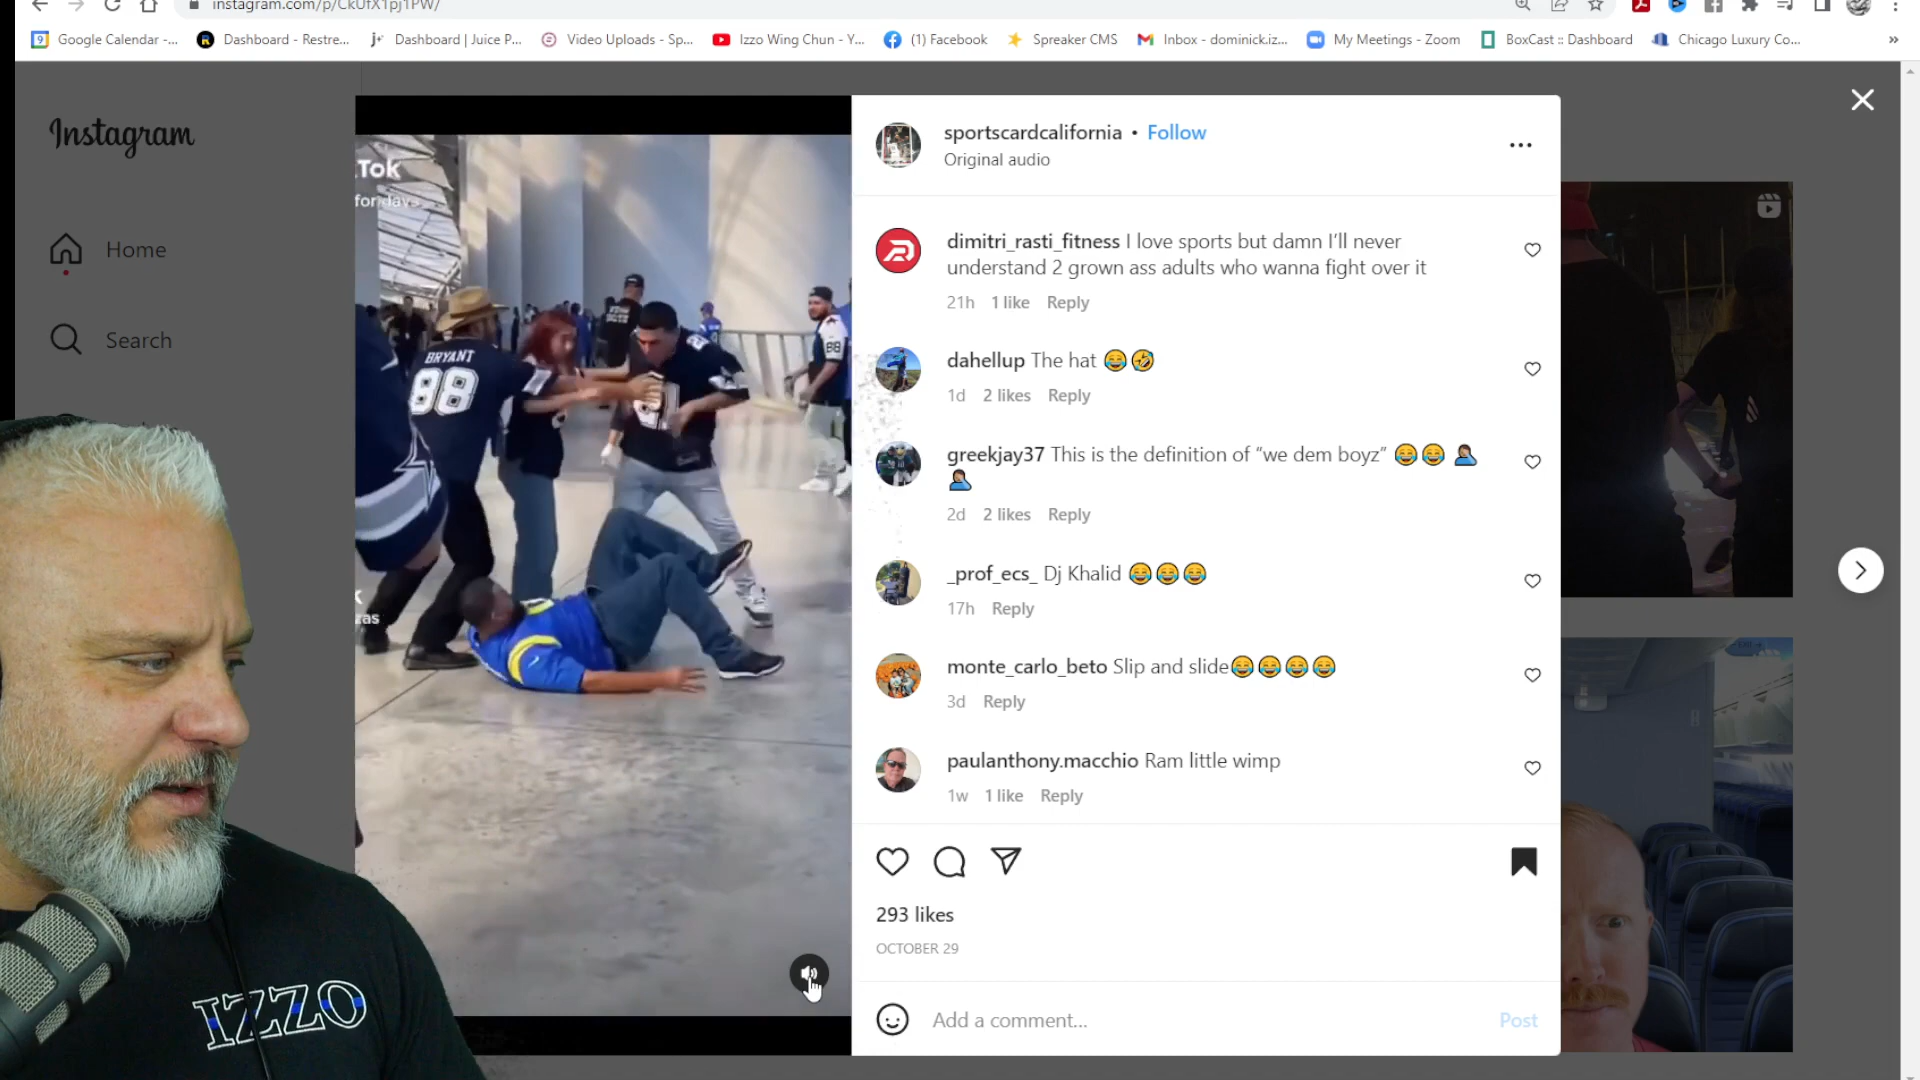 instagram.com/p/CkUfX1pj1PW/
Google Calendar -...
Dashboard - Restre...
j+
Dashboard | Juice P...
Video Uploads - Sp...
Izzo Wing Chun - Y...
(1) Facebook
Spreaker CMS
Inbox - dominick.iz...
My Meetings - Zoom
BoxCast :: Dashboard
Chicago Luxury Co...
»
Instagram
Home
Search
Tok
for days
BRYANT
88
88
21
IZZO
sportscardcalifornia • Follow
Original audio
dimitri_rasti_fitness I love sports but damn I'll never
understand 2 grown ass adults who wanna fight over it
21h 1 like Reply
dahellup The hat 😂🤣
1d 2 likes Reply
greekjay37 This is the definition of “we dem boyz” 😂😂
2d 2 likes Reply
_prof_ecs_ Dj Khalid 😂😂😂
17h Reply
monte_carlo_beto Slip and slide😂😂😂😂
3d Reply
paulanthony.macchio Ram little wimp
1w 1 like Reply
293 likes
OCTOBER 29
Add a comment...
Post